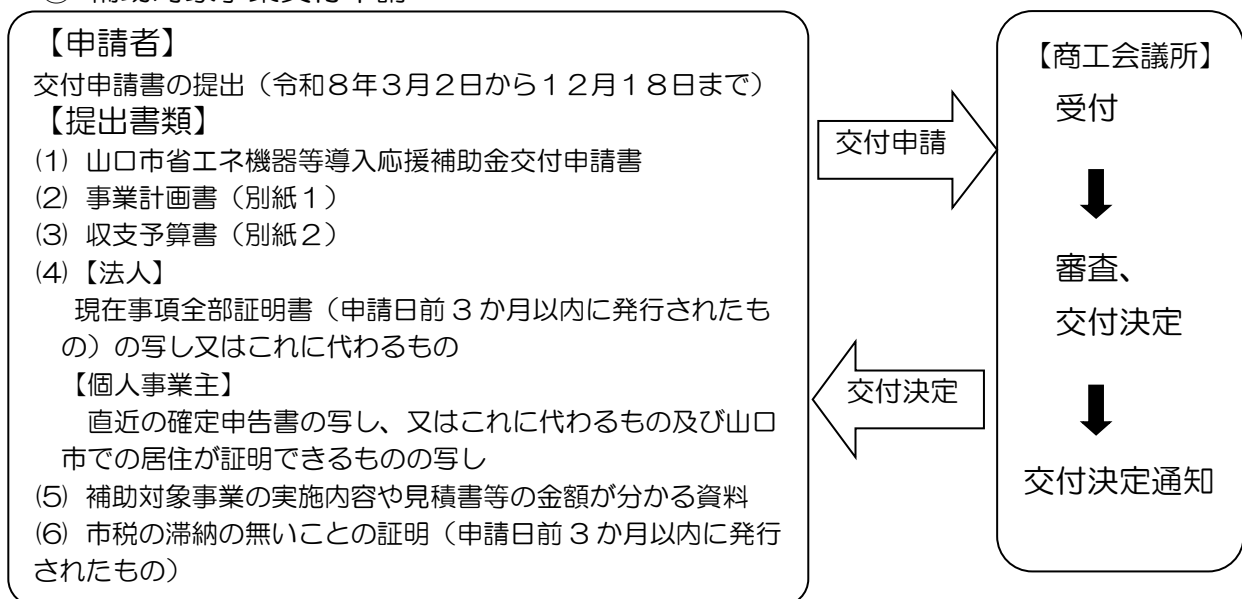 【申請者】
交付申請書の提出（令和８年３月２日から１２月１８日まで）
【提出書類】
⑴ 山口市省エネ機器等導入応援補助金交付申請書
⑵ 事業計画書（別紙１）
⑶ 収支予算書（別紙２）
⑷【法人】
現在事項全部証明書（申請日前３か月以内に発行されたも
の）の写し又はこれに代わるもの
【個人事業主】
直近の確定申告書の写し、又はこれに代わるもの及び山口
市での居住が証明できるものの写し
⑸ 補助対象事業の実施内容や見積書等の金額が分かる資料
⑹ 市税の滞納の無いことの証明（申請日前３か月以内に発行
されたもの）
交付申請
交付決定
【商工会議所】
受付
審査、
交付決定
交付決定通知